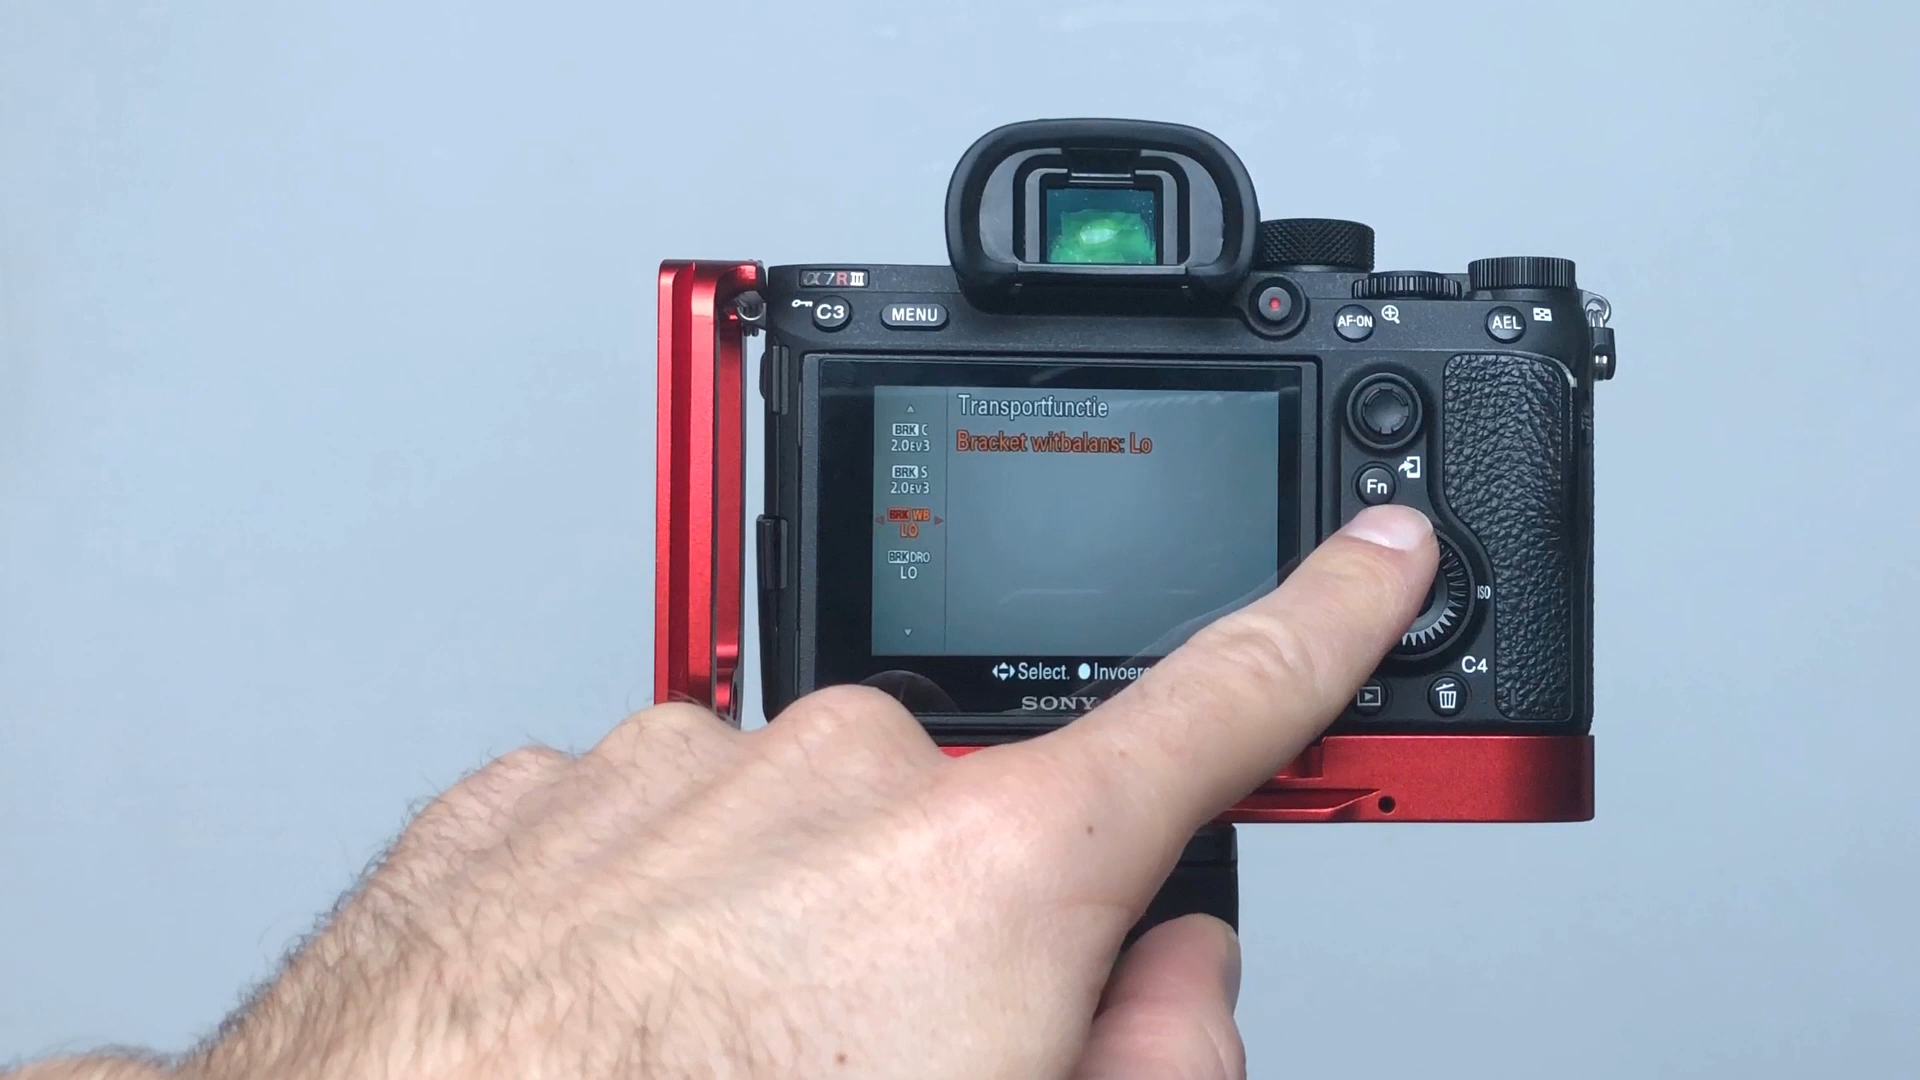 α7RIII
C3
MENU
AF-ON
AEL
Transportfunctie
Bracket witbalans: Lo
BRK C
2.0EV3
BRK S
2.0EV3
BRK WB
LO
BRK DRO
LO
Select. Invoer
SONY
Fn
ISO
C4